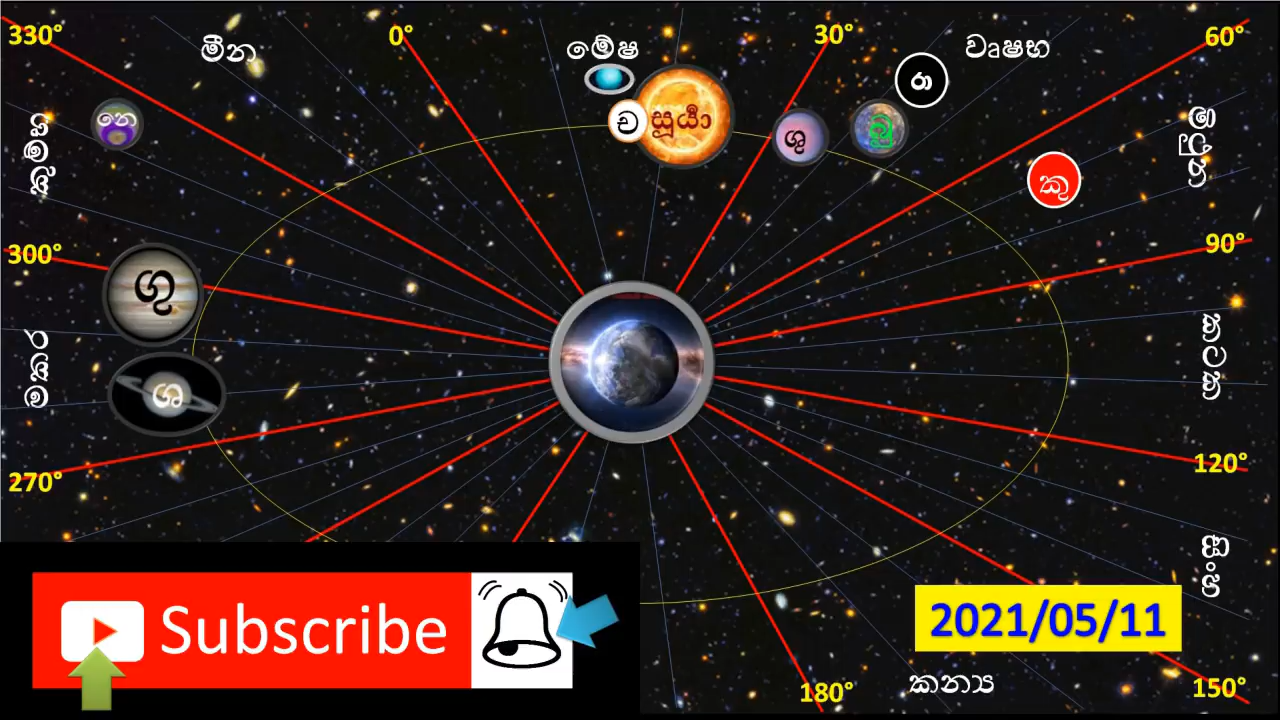 330°
මීන
0°
මේෂ
30°
වෘෂභ
60°
රා
නෙ
ච
සූර්‍යා
ශු
බු
කු
කුම්භ
මිථුන
300°
90°
ගු
ශ
මකර
කටක
270°
120°
සිංහ
Subscribe
2021/05/11
180°
කන්‍ය
150°